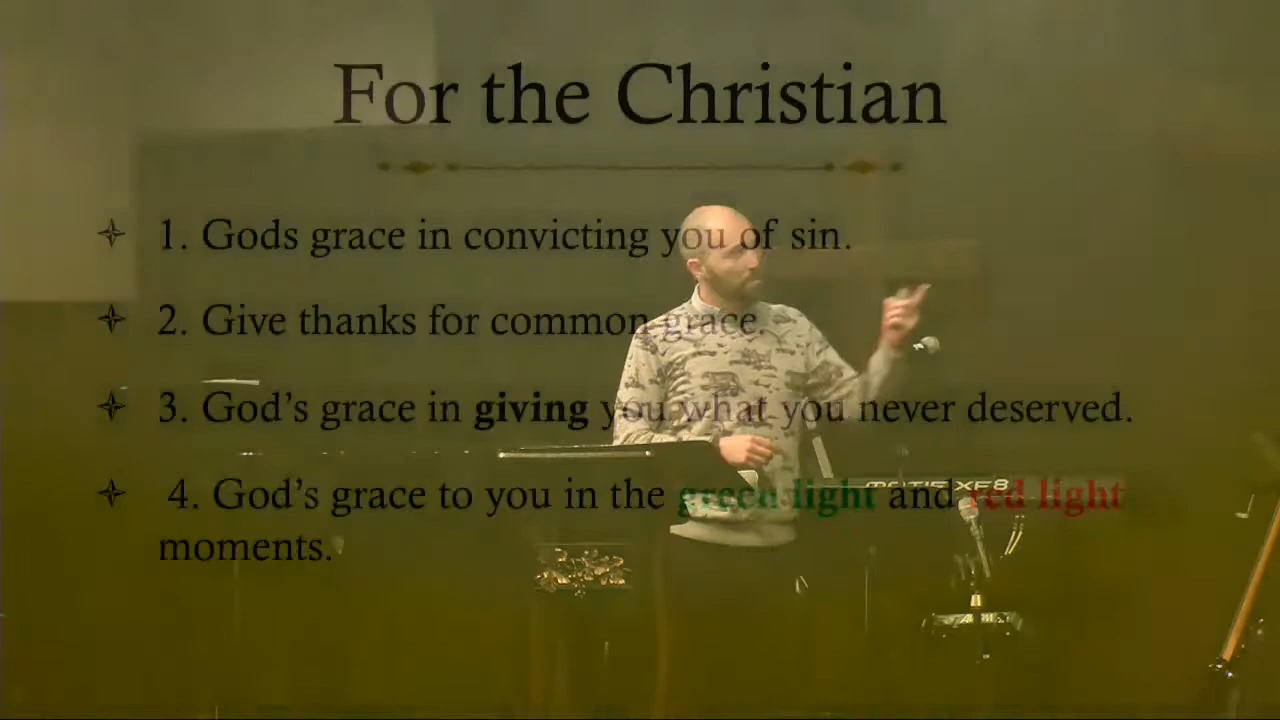 For the Christian
1. Gods grace in convicting you of sin.
2. Give thanks for common grace.
3. God's grace in giving you what you never deserved.
4. God's grace to you in the green light and red light
moments.
MOTIF XF8